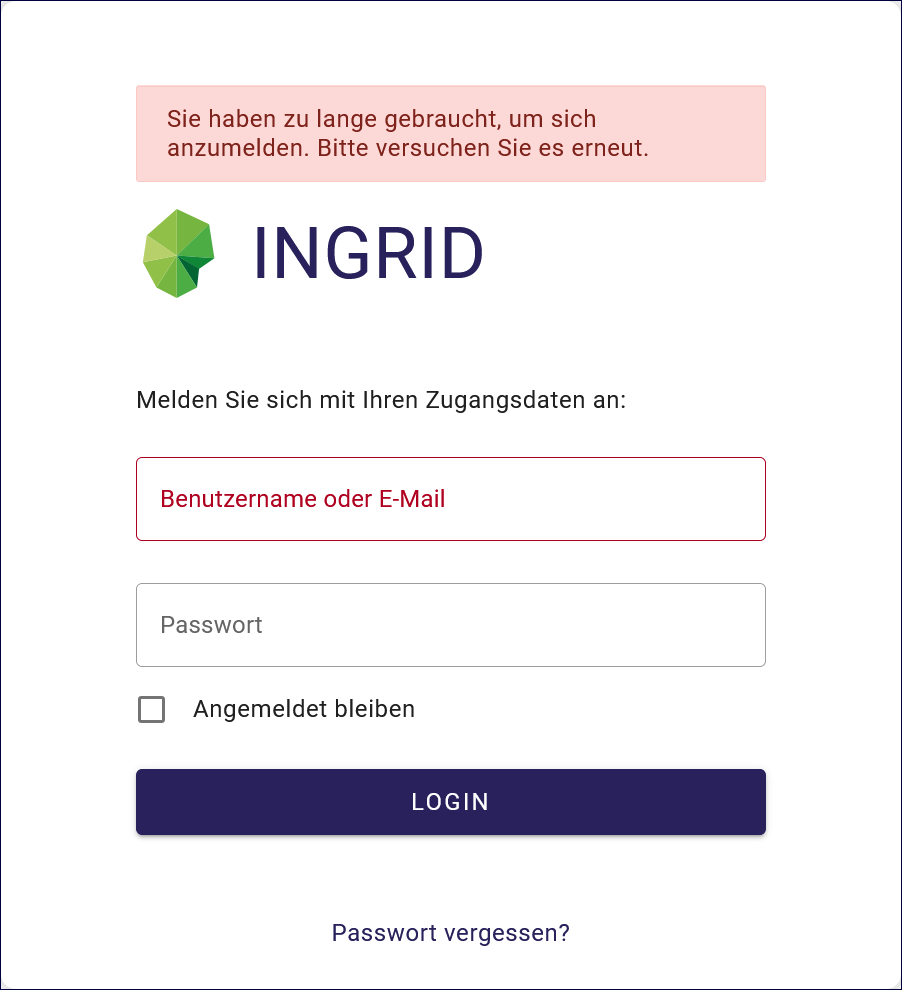 Sie haben zu lange gebraucht, um sich
anzumelden. Bitte versuchen Sie es erneut.
INGRID
Melden Sie sich mit Ihren Zugangsdaten an:
Benutzername oder E-Mail
Passwort
Angemeldet bleiben
LOGIN
Passwort vergessen?